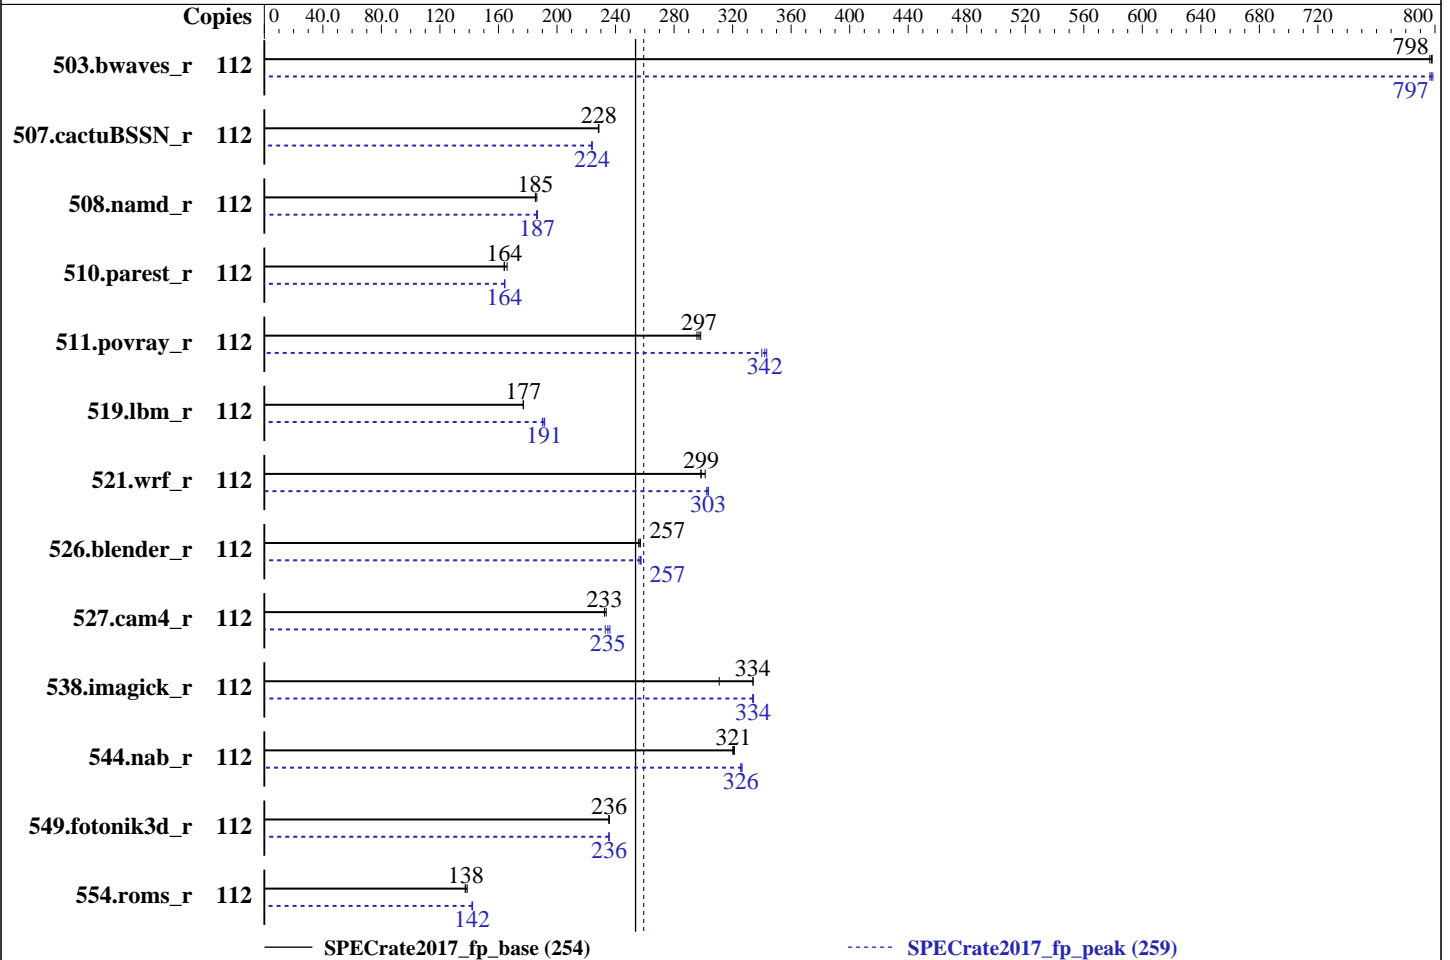 Copies 0 40.0 80.0 120 160 200 240 280 320 360 400 440 480 520 560 600 640 680 720 800
503.bwaves_r 112 798
797
507.cactuBSSN_r 112 228
224
508.namd_r 112 185
187
510.parest_r 112 164
164
511.povray_r 112 297
342
519.lbm_r 112 177
191
521.wrf_r 112 299
303
526.blender_r 112 257
257
527.cam4_r 112 233
235
538.imagick_r 112 334
334
544.nab_r 112 321
326
549.fotonik3d_r 112 236
236
554.roms_r 112 138
142
SPECrate2017_fp_base (254) SPECrate2017_fp_peak (259)